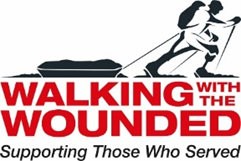 WALKING WITH THE
WOUNDED
Supporting Those Who Served